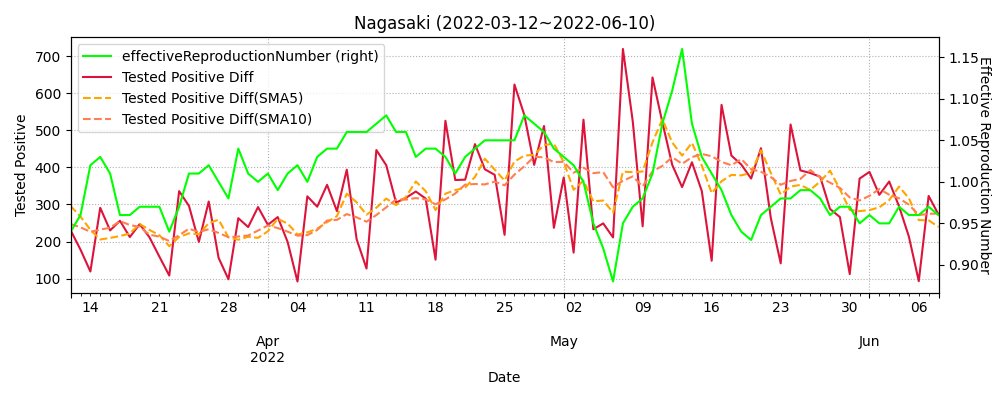 Nagasaki (2022-03-12~2022-06-10)
effectiveReproductionNumber (right)
Tested Positive Diff
Tested Positive Diff(SMA5)
Tested Positive Diff(SMA10)
Tested Positive
700
600
500
400
300
200
100
1.15
1.10
1.05
1.00
0.95
0.90
Effective Reproduction Number
14 21 28 04 11 18 25 02 09 16 23 30 06
Apr May Jun
2022
Date